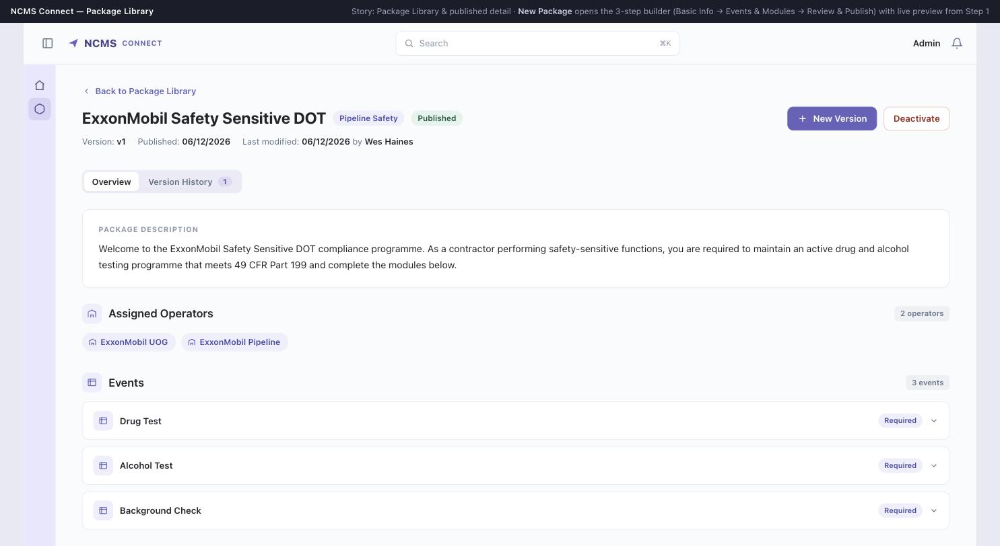 NCMS Connect — Package Library
Story: Package Library & published detail · New Package opens the 3-step builder (Basic Info → Events & Modules → Review & Publish) with live preview from Step 1
NCMS CONNECT
Search
⌘K
Admin
Back to Package Library
ExxonMobil Safety Sensitive DOT
Pipeline Safety
Published
+ New Version
Deactivate
Version: v1
Published: 06/12/2026
Last modified: 06/12/2026 by Wes Haines
Overview
Version History 1
PACKAGE DESCRIPTION
Welcome to the ExxonMobil Safety Sensitive DOT compliance programme. As a contractor performing safety-sensitive functions, you are required to maintain an active drug and alcohol
testing programme that meets 49 CFR Part 199 and complete the modules below.
Assigned Operators
2 operators
ExxonMobil UOG
ExxonMobil Pipeline
Events
3 events
Drug Test
Required
Alcohol Test
Required
Background Check
Required